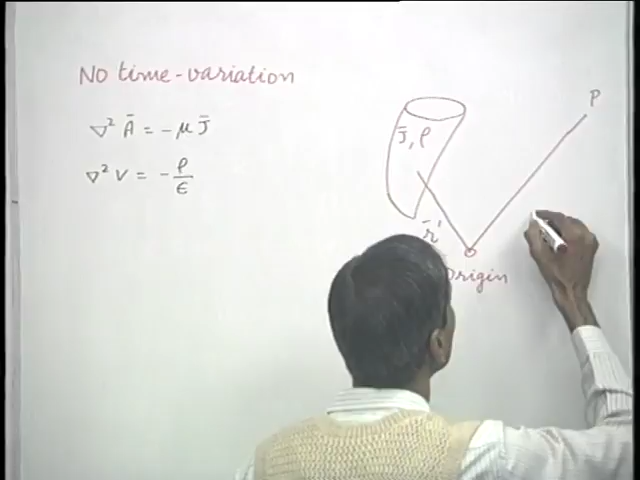 No time-variation
∇² Ā = -μ J̄
∇² V = - ρ/ϵ
P
J̄, ρ
r̄'
Origin